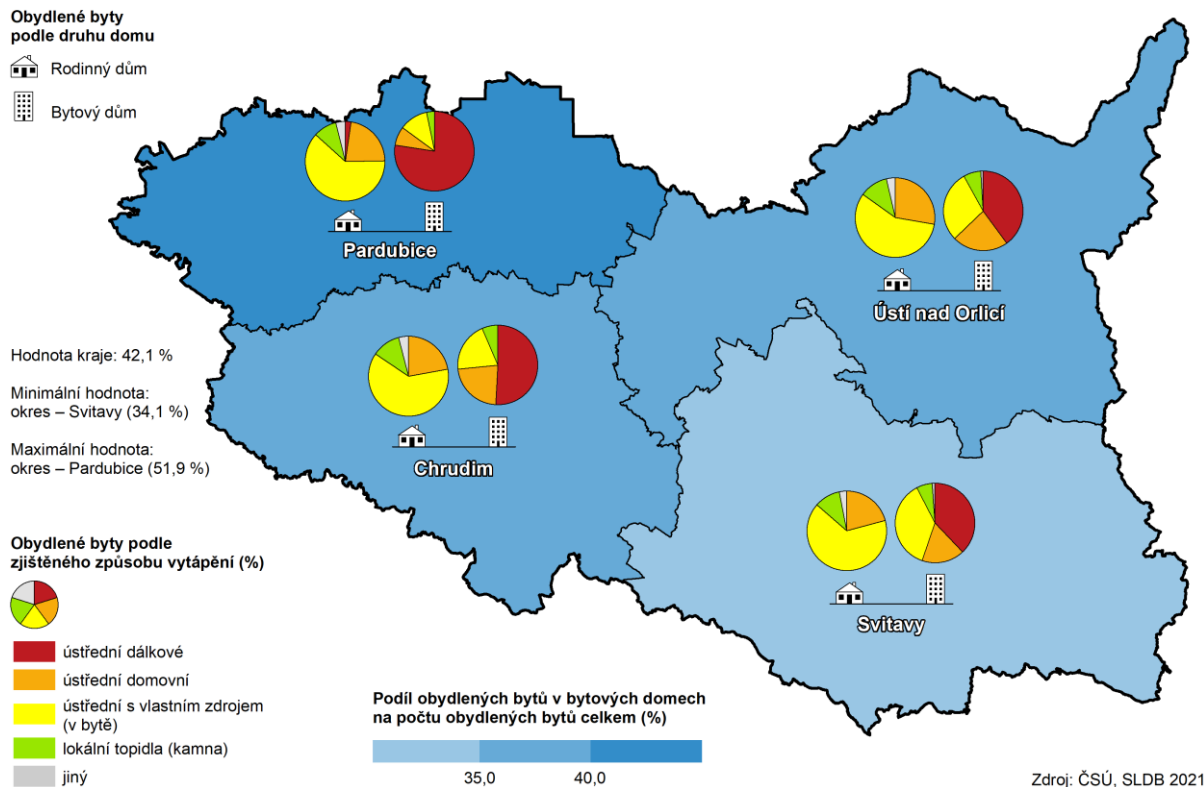 Obydlené byty
podle druhu domu
Rodinný dům
Bytový dům
Pardubice
Ústí nad Orlicí
Chrudim
Svitavy
Hodnota kraje: 42,1 %
Minimální hodnota:
okres – Svitavy (34,1 %)
Maximální hodnota:
okres – Pardubice (51,9 %)
Obydlené byty podle
zjištěného způsobu vytápění (%)
ústřední dálkové
ústřední domovní
ústřední s vlastním zdrojem
(v bytě)
lokální topidla (kamna)
jiný
Podíl obydlených bytů v bytových domech
na počtu obydlených bytů celkem (%)
35,0 40,0
Zdroj: ČSÚ, SLDB 2021